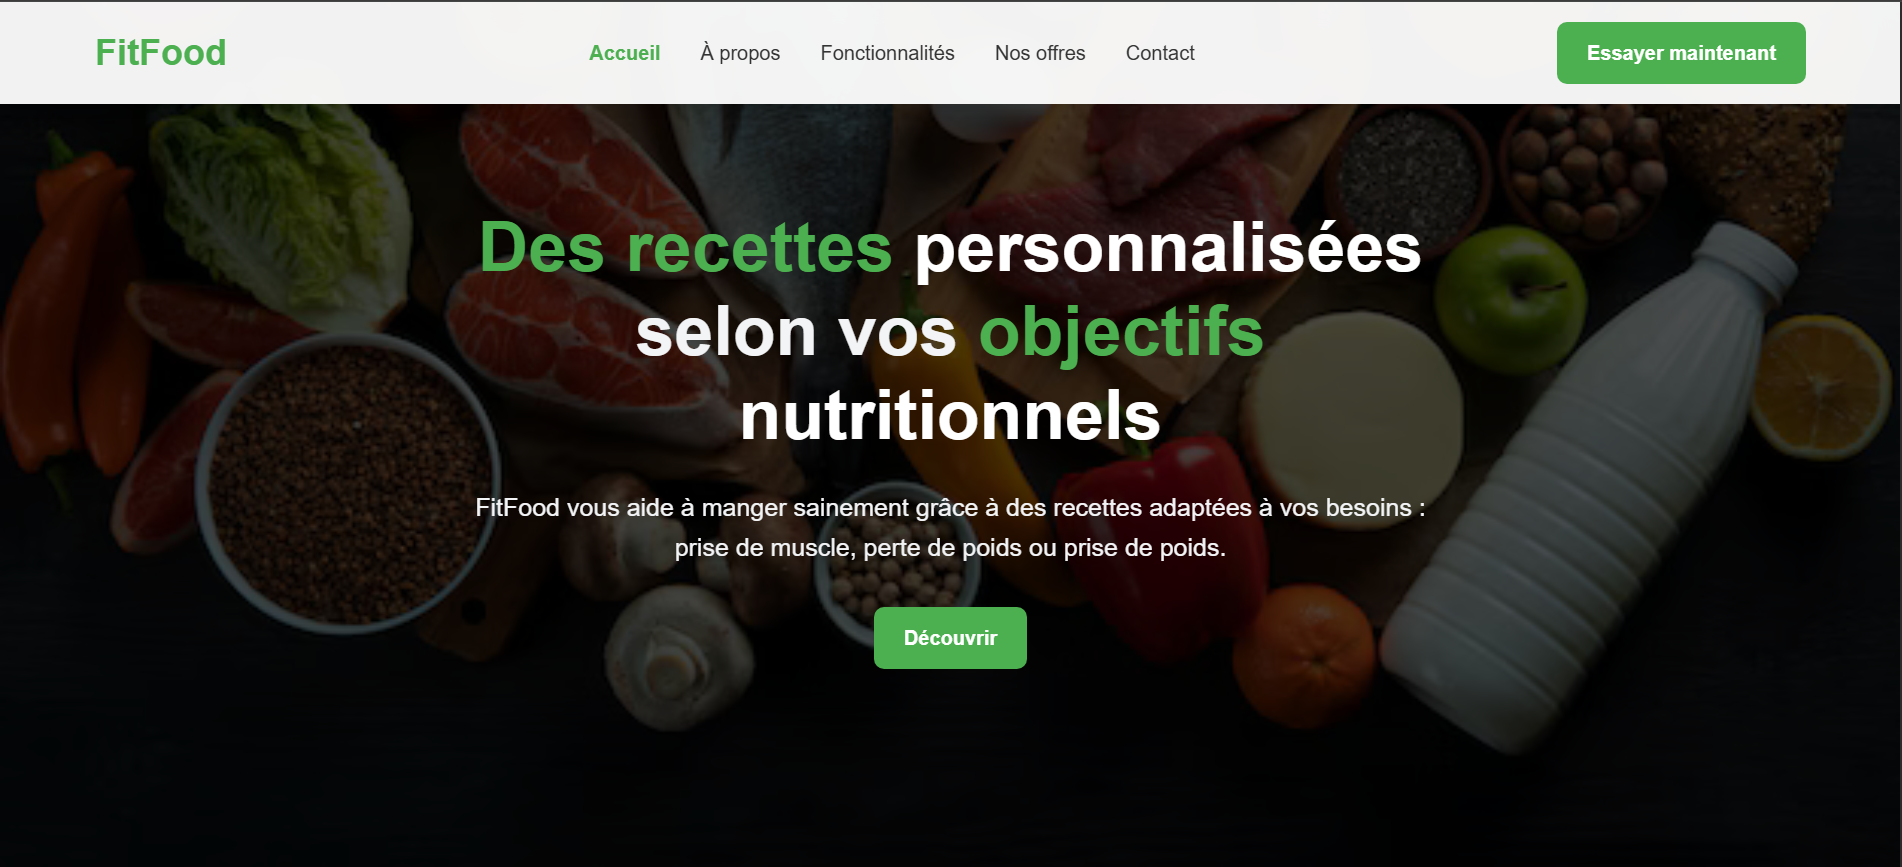 FitFood
Accueil
À propos
Fonctionnalités
Nos offres
Contact
Essayer maintenant
Des recettes personnalisées
selon vos objectifs
nutritionnels
FitFood vous aide à manger sainement grâce à des recettes adaptées à vos besoins :
prise de muscle, perte de poids ou prise de poids.
Découvrir